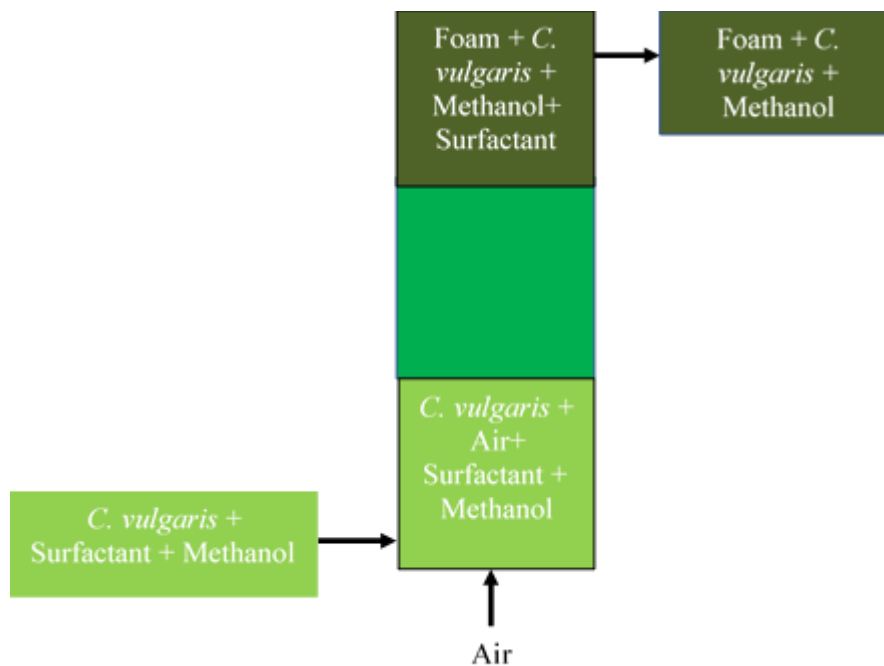 Foam + C.
vulgaris +
Methanol+
Surfactant
Foam + C.
vulgaris +
Methanol
C. vulgaris +
Air+
Surfactant +
Methanol
C. vulgaris +
Surfactant + Methanol
Air